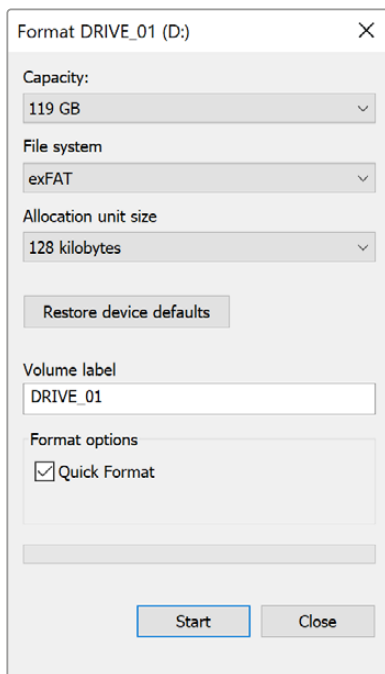 Format DRIVE_01 (D:)
Capacity:
119 GB
File system
exFAT
Allocation unit size
128 kilobytes
Restore device defaults
Volume label
DRIVE_01
Format options
Quick Format
Start Close